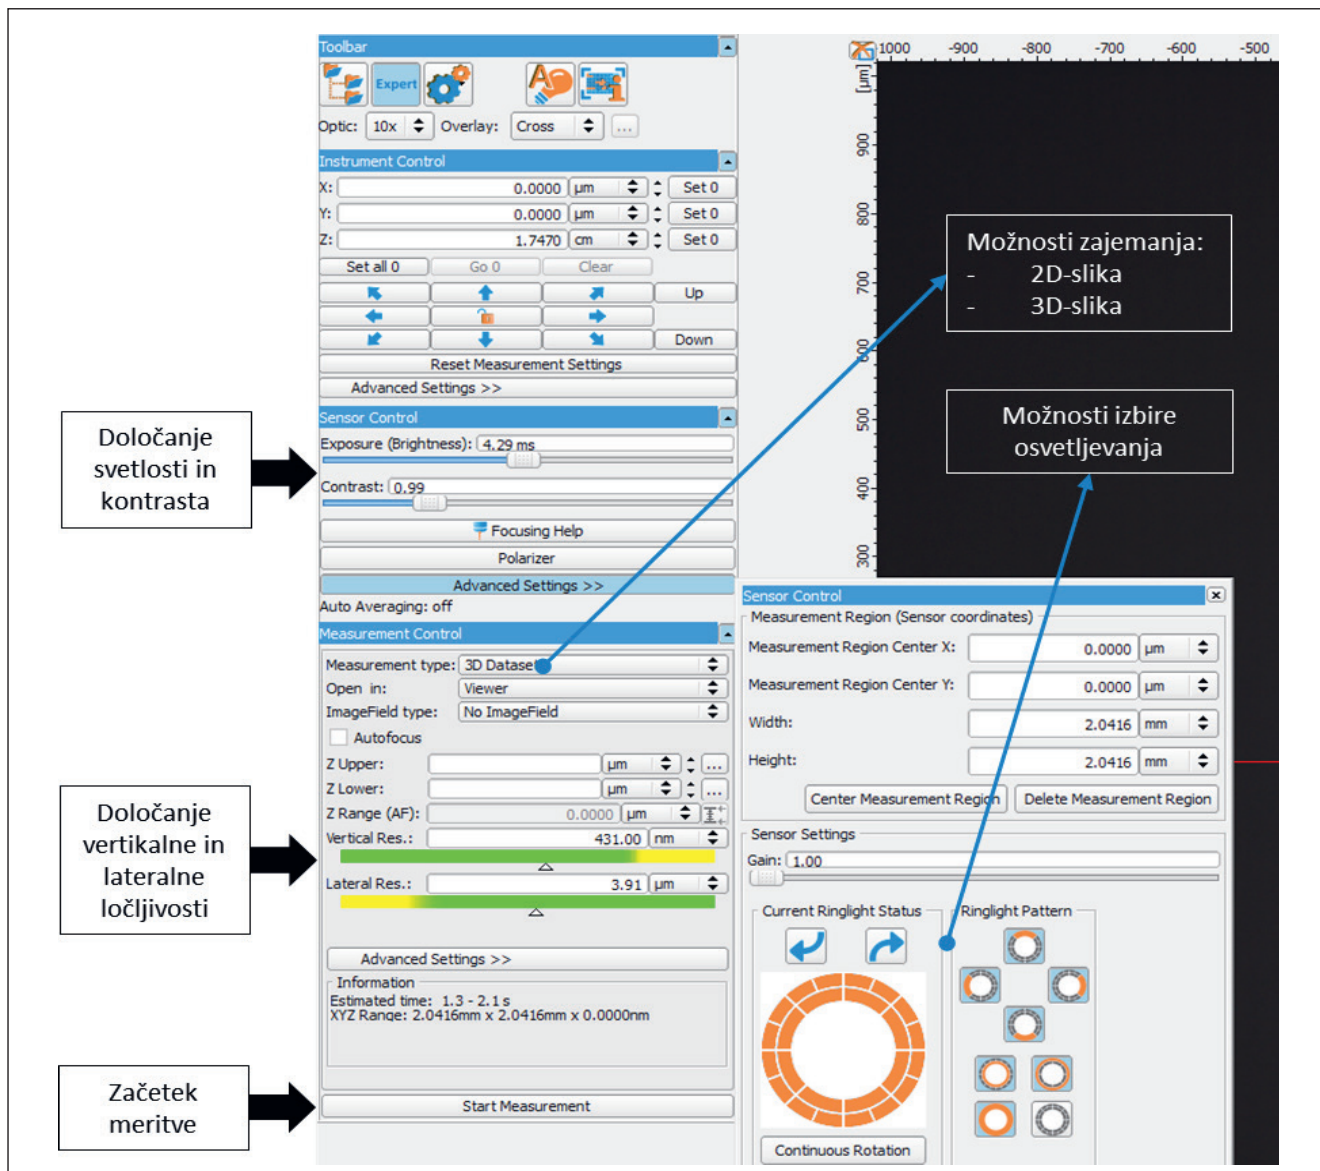 Toolbar
Expert
Optic: 10x Overlay: Cross ...
Instrument Control
X: 0.0000 µm Set 0
Y: 0.0000 µm Set 0
Z: 1.7470 cm Set 0
Set all 0 Go 0 Clear
Up
Down
Reset Measurement Settings
Advanced Settings >>
Sensor Control
Exposure (Brightness): 4.29 ms
Contrast: 0.99
Focusing Help
Polarizer
Advanced Settings >>
Auto Averaging: off
Measurement Control
Measurement type: 3D Dataset
Open in: Viewer
ImageField type: No ImageField
Autofocus
Z Upper: µm ...
Z Lower: µm ...
Z Range (AF): 0.0000 µm
Vertical Res.: 431.00 nm
Lateral Res.: 3.91 µm
Advanced Settings >>
Information
Estimated time: 1.3 - 2.1 s
XYZ Range: 2.0416mm x 2.0416mm x 0.0000nm
Start Measurement
Določanje
svetlosti in
kontrasta
Določanje
vertikalne in
lateralne
ločljivosti
Začetek
meritve
1000 -900 -800 -700 -600 -500
[µm]
900
800
700
600
500
400
300
Možnosti zajemanja:
- 2D-slika
- 3D-slika
Možnosti izbire
osvetljevanja
Sensor Control
Measurement Region (Sensor coordinates)
Measurement Region Center X: 0.0000 µm
Measurement Region Center Y: 0.0000 µm
Width: 2.0416 mm
Height: 2.0416 mm
Center Measurement Region Delete Measurement Region
Sensor Settings
Gain: 1.00
Current Ringlight Status Ringlight Pattern
Continuous Rotation